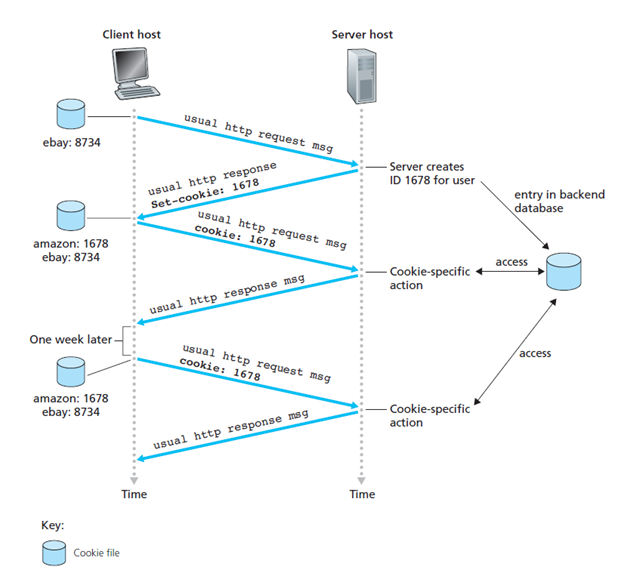 Client host
Server host
usual http request msg
ebay: 8734
Server creates
ID 1678 for user
usual http response
Set-cookie: 1678
entry in backend
database
usual http request msg
cookie: 1678
amazon: 1678
ebay: 8734
access
Cookie-specific
action
usual http response msg
One week later
usual http request msg
cookie: 1678
access
amazon: 1678
ebay: 8734
Cookie-specific
action
usual http response msg
Time
Time
Key:
Cookie file